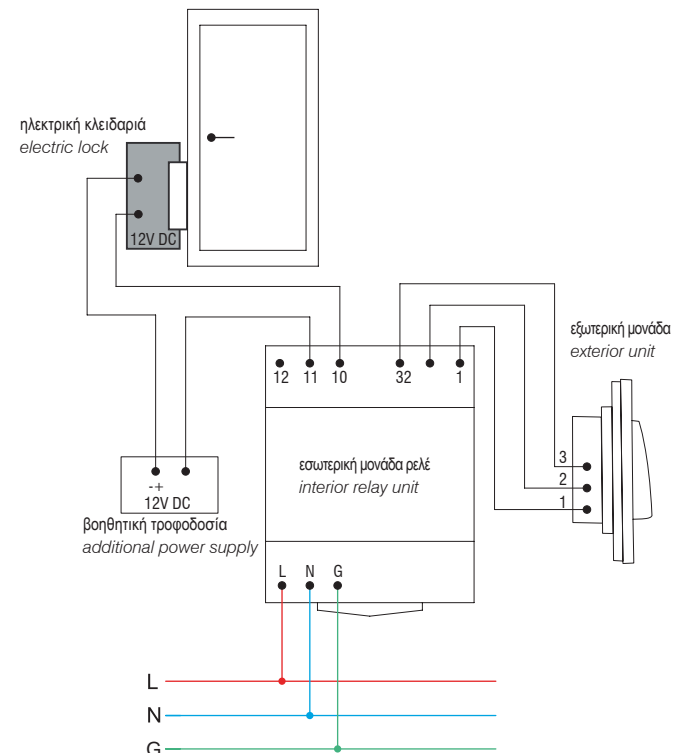 ηλεκτρική κλειδαριά
electric lock
12V DC
εξωτερική μονάδα
exterior unit
12 11 10 32 1
εσωτερική μονάδα ρελέ
interior relay unit
3
2
1
-+
12V DC
βοηθητική τροφοδοσία
additional power supply
L N G
L
N
G